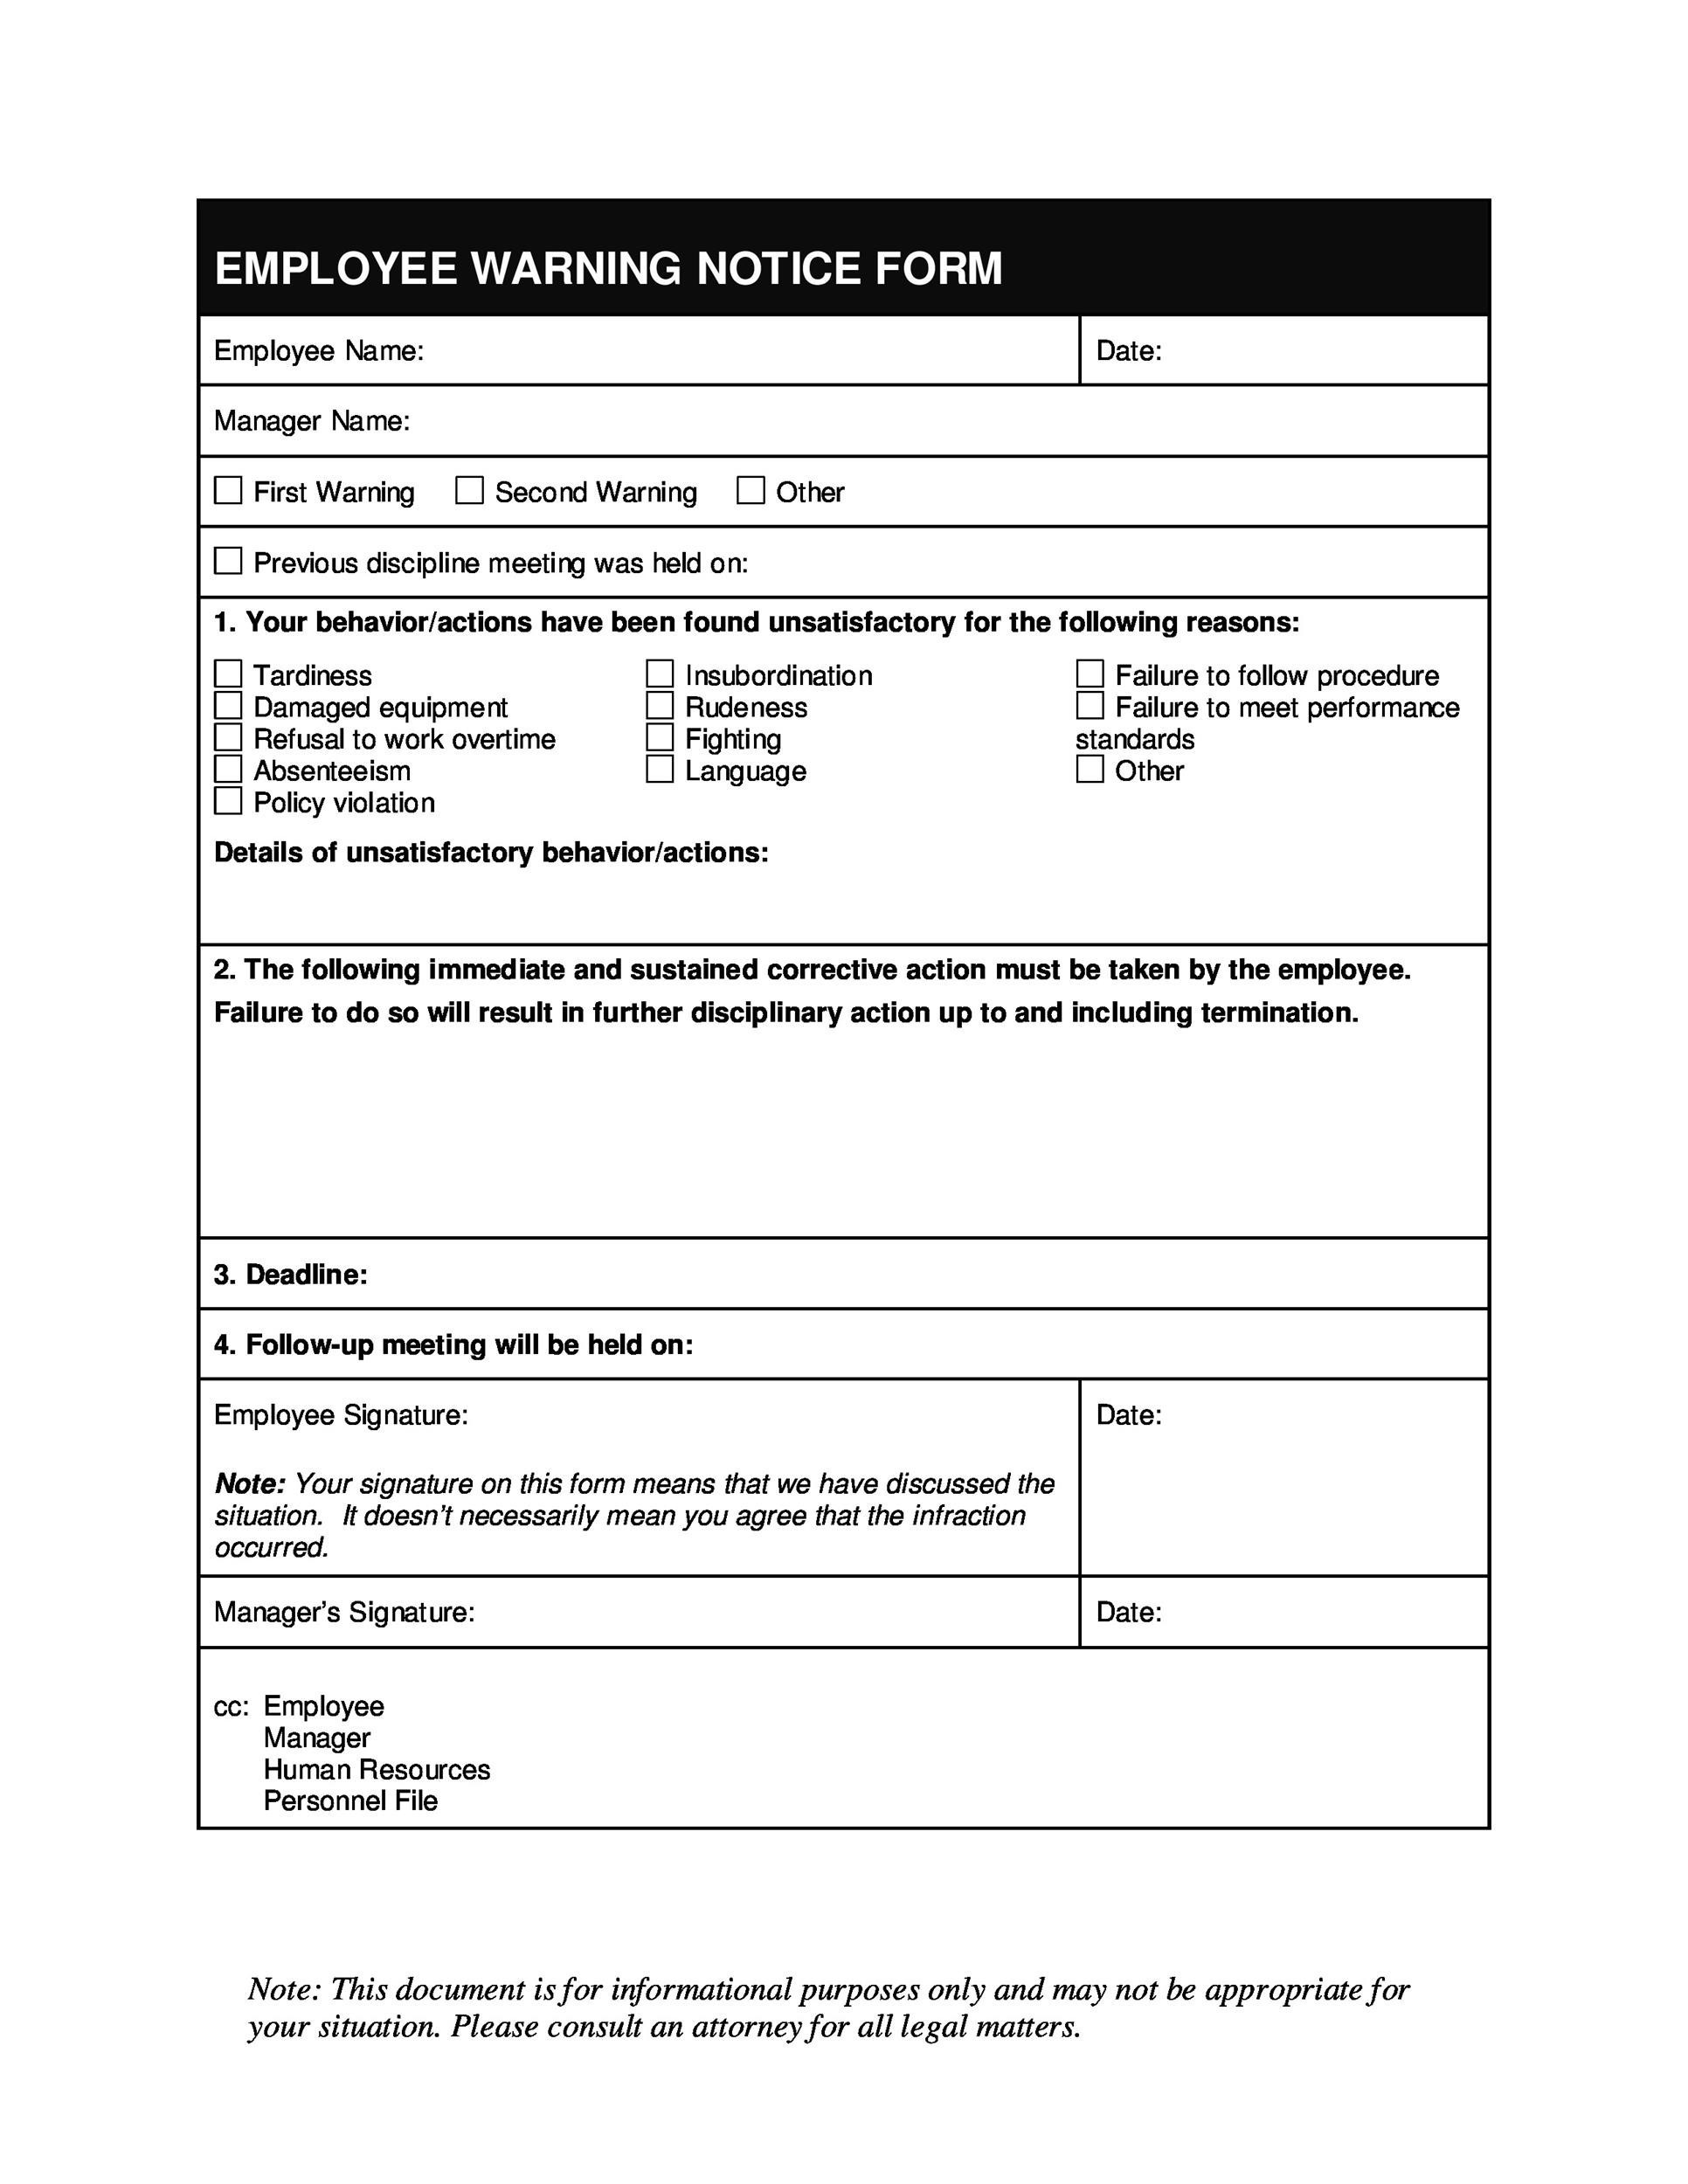 EMPLOYEE WARNING NOTICE FORM
Employee Name: Date:
Manager Name:
First Warning Second Warning Other
Previous discipline meeting was held on:
1. Your behavior/actions have been found unsatisfactory for the following reasons:
Tardiness Insubordination Failure to follow procedure
Damaged equipment Rudeness Failure to meet performance
Refusal to work overtime Fighting standards
Absenteeism Language Other
Policy violation
Details of unsatisfactory behavior/actions:
2. The following immediate and sustained corrective action must be taken by the employee.
Failure to do so will result in further disciplinary action up to and including termination.
3. Deadline:
4. Follow-up meeting will be held on:
Employee Signature: Date:
Note: Your signature on this form means that we have discussed the
situation. It doesn't necessarily mean you agree that the infraction
occurred.
Manager's Signature: Date:
cc: Employee
Manager
Human Resources
Personnel File
Note: This document is for informational purposes only and may not be appropriate for
your situation. Please consult an attorney for all legal matters.